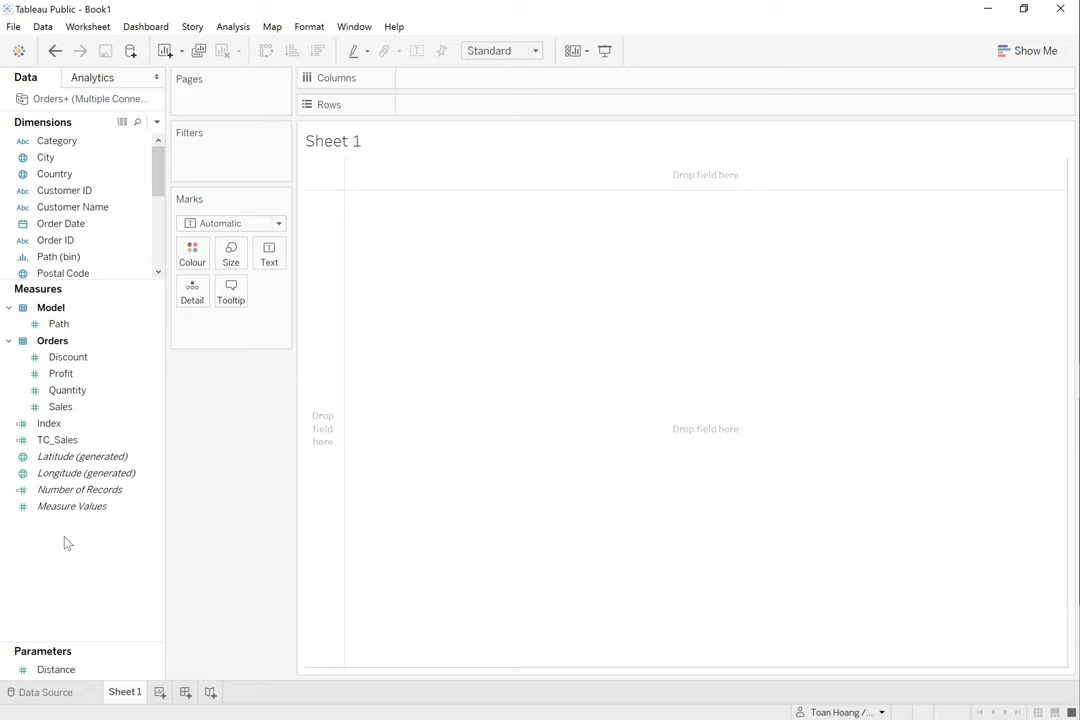 Tableau Public - Book1
File Data Worksheet Dashboard Story Analysis Map Format Window Help
Standard
Show Me
Data Analytics
Orders+ (Multiple Conne...
Dimensions
Abc Category
City
Country
Abc Customer ID
Abc Customer Name
Order Date
Abc Order ID
Path (bin)
Postal Code
Measures
Model
Path
Orders
Discount
Profit
Quantity
Sales
Index
TC_Sales
Latitude (generated)
Longitude (generated)
Number of Records
Measure Values
Parameters
Distance
Pages
Filters
Marks
Automatic
Colour Size Text
Detail Tooltip
Columns
Rows
Sheet 1
Drop field here
Drop
field
here
Drop field here
Data Source Sheet 1
Toan Hoang /...